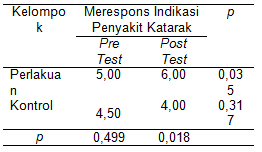 Kelompo
k
Merespons Indikasi
Penyakit Katarak
p
Pre
Test
Post
Test
Perlakua
n
5,00
6,00
0,03
5
Kontrol
4,50
4,00
0,31
7
p
0,499
0,018